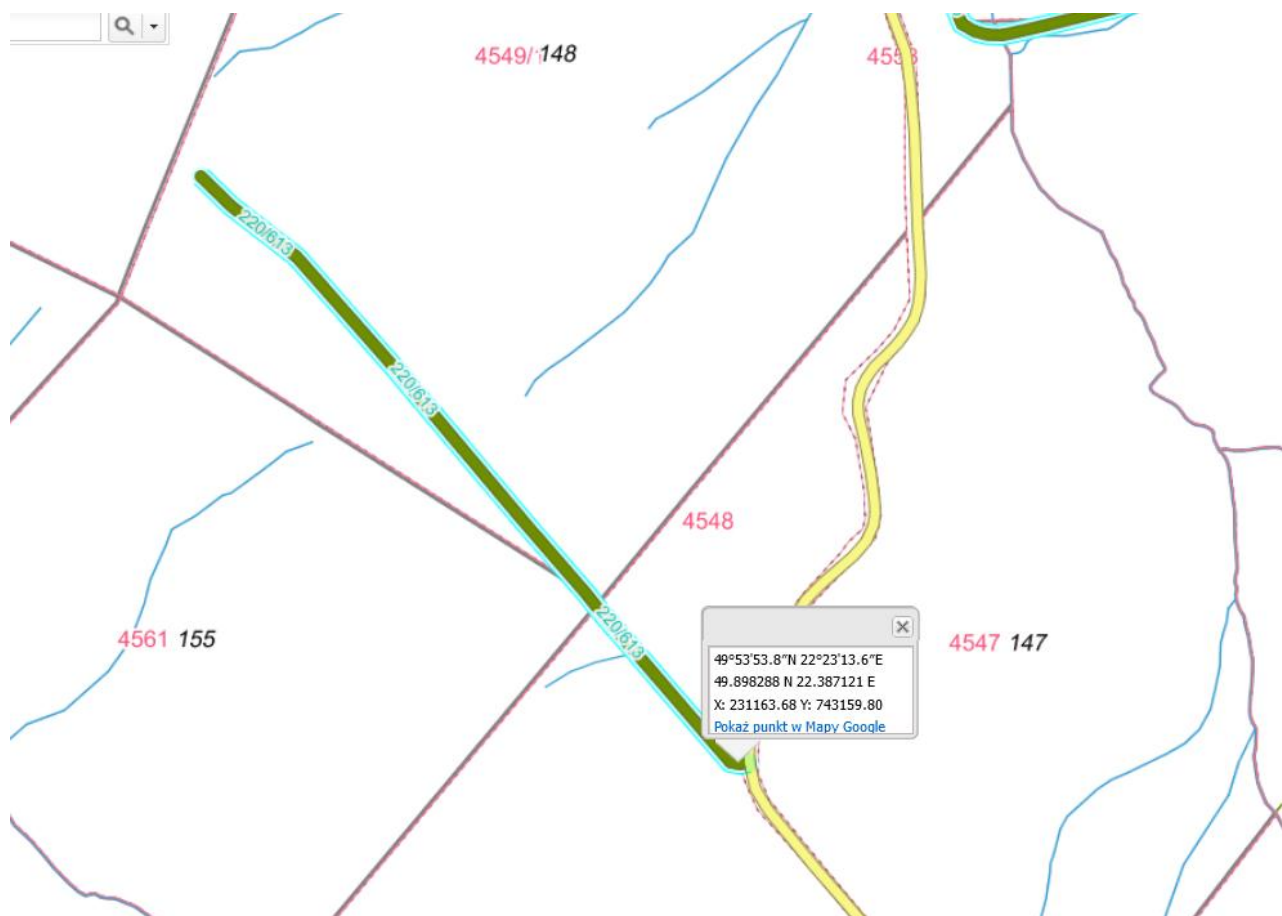 4549/1 148
4553
220/613
220/613
4548
220/613
4561 155
4547 147
49°53'53.8"N 22°23'13.6"E
49.898288 N 22.387121 E
X: 231163.68 Y: 743159.80
Pokaż punkt w Mapy Google